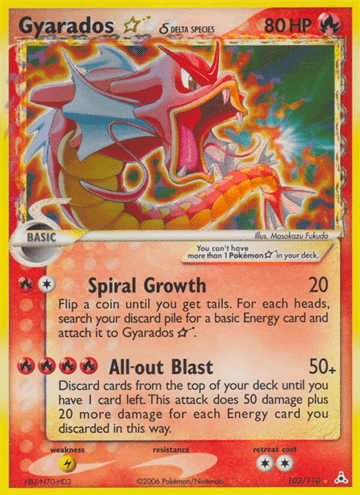 Gyarados ☆ δ DELTA SPECIES 80 HP
BASIC
Illus. Masakazu Fukuda
You can't have
more than 1 Pokémon ☆ in your deck.
Spiral Growth 20
Flip a coin until you get tails. For each heads,
search your discard pile for a basic Energy card and
attach it to Gyarados ☆.
All-out Blast 50+
Discard cards from the top of your deck until you
have 1 card left. This attack does 50 damage plus
20 more damage for each Energy card you
discarded in this way.
weakness resistance retreat cost
©2006 Pokémon/Nintendo 102/110